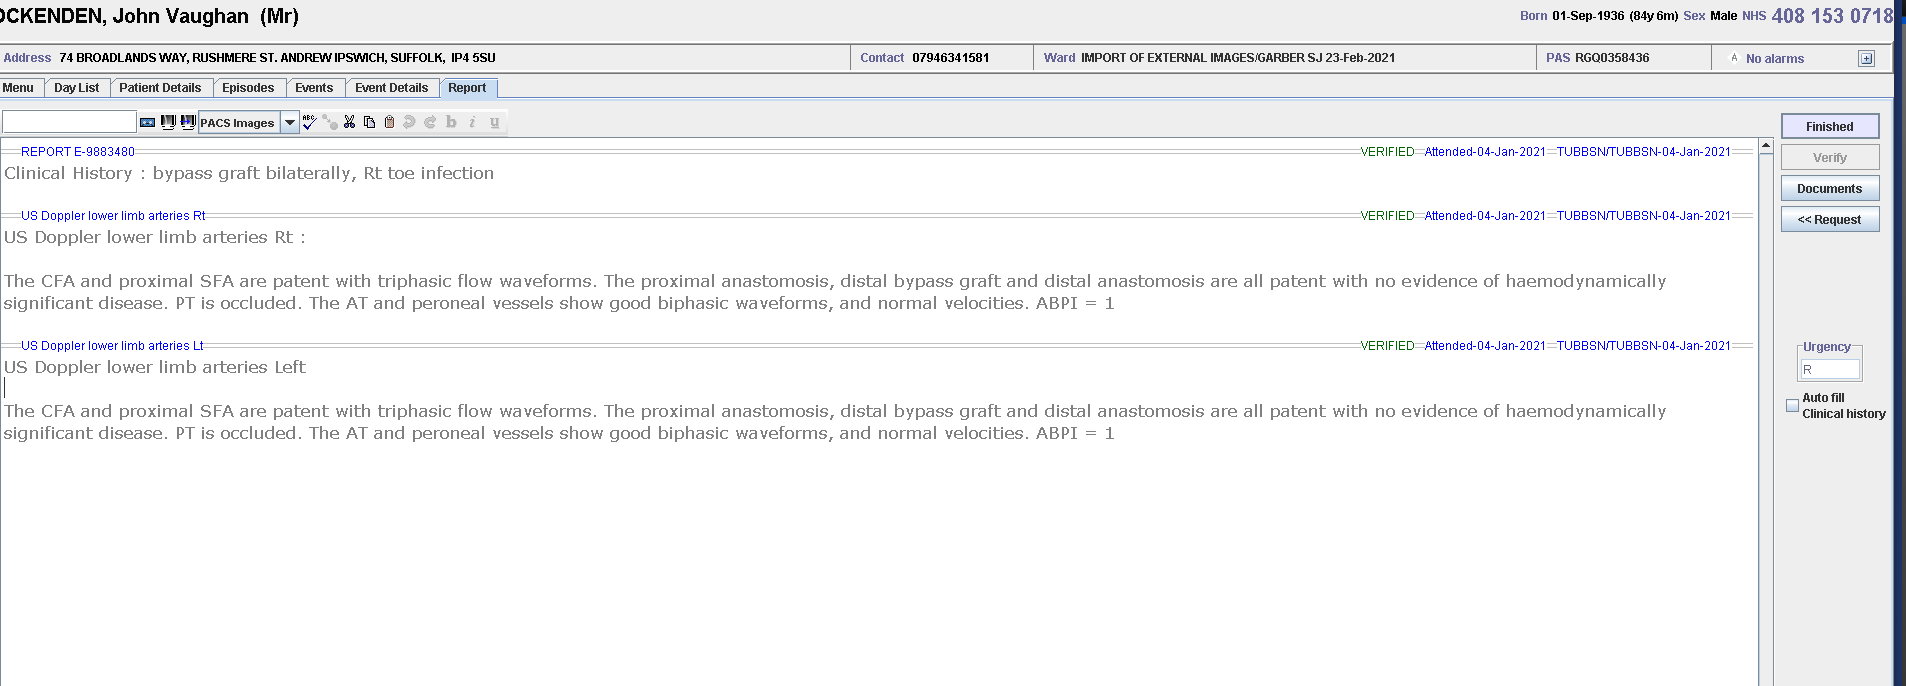 OCKENDEN, John Vaughan (Mr)
Born 01-Sep-1936 (84y 6m) Sex Male NHS 408 153 0718
Address 74 BROADLANDS WAY, RUSHMERE ST. ANDREW IPSWICH, SUFFOLK, IP4 5SU
Contact 07946341581
Ward IMPORT OF EXTERNAL IMAGES/GARBER SJ 23-Feb-2021
PAS RGQ0358436
A No alarms
Menu Day List Patient Details Episodes Events Event Details Report
PACS Images ABC b i u
Finished
Verify
Documents
<< Request
REPORT E-9883480 VERIFIED Attended-04-Jan-2021 TUBBSN/TUBBSN-04-Jan-2021
Clinical History : bypass graft bilaterally, Rt toe infection
US Doppler lower limb arteries Rt VERIFIED Attended-04-Jan-2021 TUBBSN/TUBBSN-04-Jan-2021
US Doppler lower limb arteries Rt :
The CFA and proximal SFA are patent with triphasic flow waveforms. The proximal anastomosis, distal bypass graft and distal anastomosis are all patent with no evidence of haemodynamically
significant disease. PT is occluded. The AT and peroneal vessels show good biphasic waveforms, and normal velocities. ABPI = 1
US Doppler lower limb arteries Lt VERIFIED Attended-04-Jan-2021 TUBBSN/TUBBSN-04-Jan-2021
US Doppler lower limb arteries Left
The CFA and proximal SFA are patent with triphasic flow waveforms. The proximal anastomosis, distal bypass graft and distal anastomosis are all patent with no evidence of haemodynamically
significant disease. PT is occluded. The AT and peroneal vessels show good biphasic waveforms, and normal velocities. ABPI = 1
Urgency
R
Auto fill
Clinical history